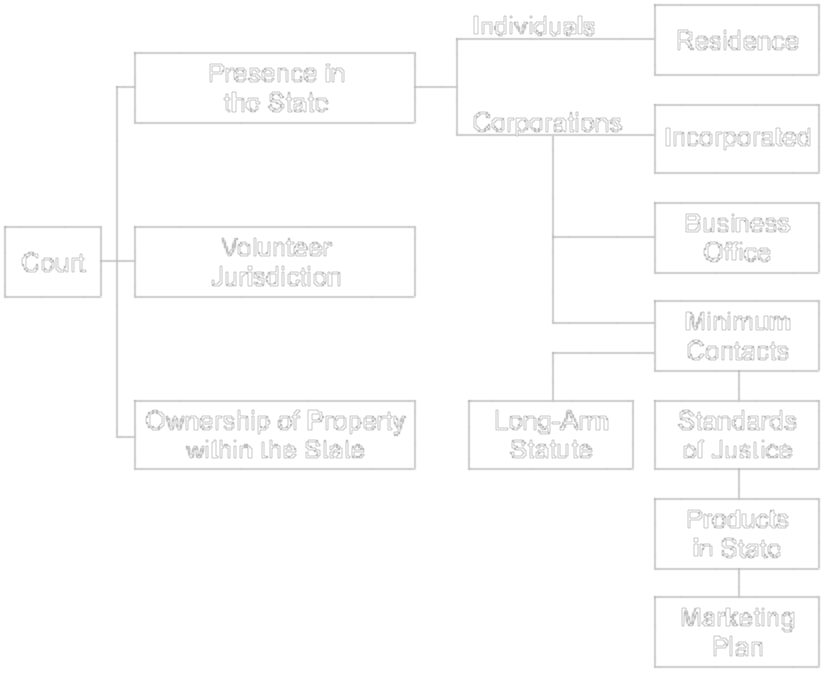 Individuals
Residence
Presence in
the State
Corporations
Incorporated
Business
Office
Court
Volunteer
Jurisdiction
Minimum
Contacts
Ownership of Property
within the State
Long-Arm
Statute
Standards
of Justice
Products
in State
Marketing
Plan